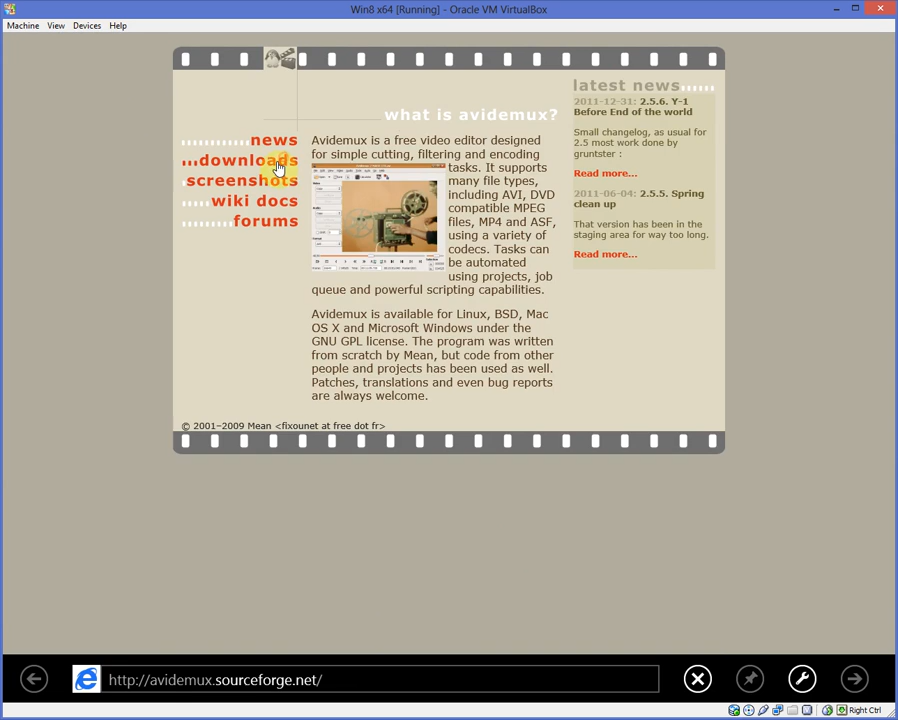 Win8 x64 [Running] - Oracle VM VirtualBox
Machine View Devices Help
what is avidemux?
news
downloads
screenshots
wiki docs
forums
Avidemux is a free video editor designed
for simple cutting, filtering and encoding
tasks. It supports
many file types,
including AVI, DVD
compatible MPEG
files, MP4 and ASF,
using a variety of
codecs. Tasks can
be automated
using projects, job
queue and powerful scripting capabilities.
Avidemux is available for Linux, BSD, Mac
OS X and Microsoft Windows under the
GNU GPL license. The program was written
from scratch by Mean, but code from other
people and projects has been used as well.
Patches, translations and even bug reports
are always welcome.
latest news
2011-12-31: 2.5.6. Y-1
Before End of the world
Small changelog, as usual for
2.5 most work done by
gruntster :
Read more...
2011-06-04: 2.5.5. Spring
clean up
That version has been in the
staging area for way too long.
Read more...
© 2001–2009 Mean <fixounet at free dot fr>
http://avidemux.sourceforge.net/
Right Ctrl